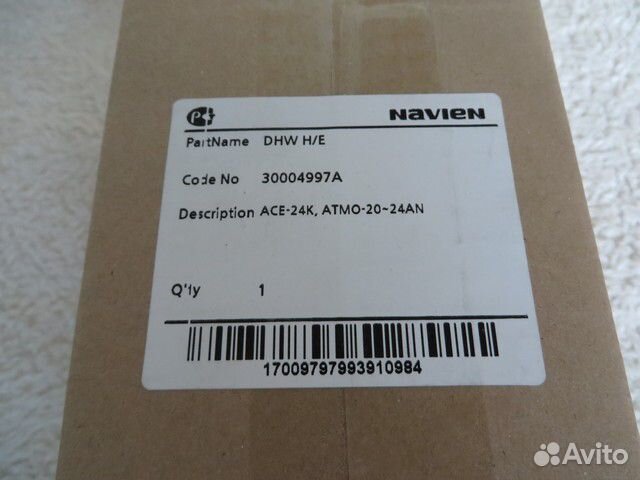 NAVIEN
PartName DHW H/E
Code No 30004997A
Description ACE-24K, ATMO-20~24AN
Q'ty 1
17009797993910984
Avito